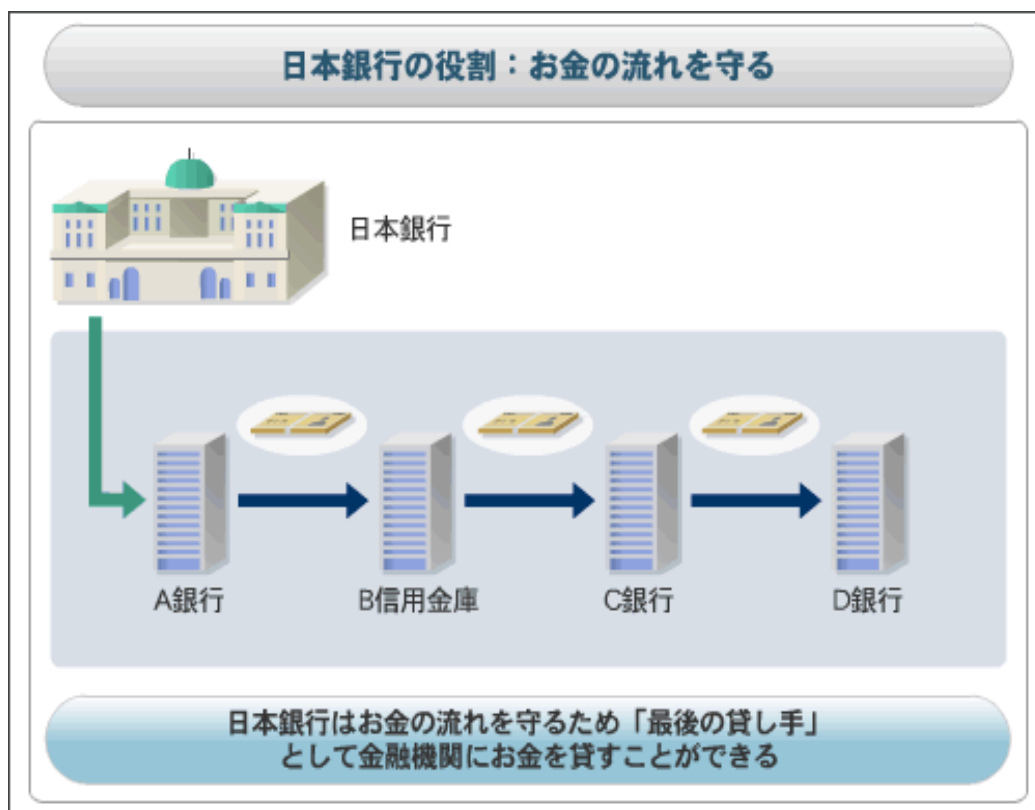 日本銀行の役割：お金の流れを守る
日本銀行
A銀行
B信用金庫
C銀行
D銀行
日本銀行はお金の流れを守るため「最後の貸し手」
として金融機関にお金を貸すことができる